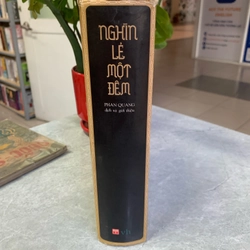 NGHÌN
LẺ
MỘT
ĐÊM
PHAN QUANG
dịch và giới thiệu